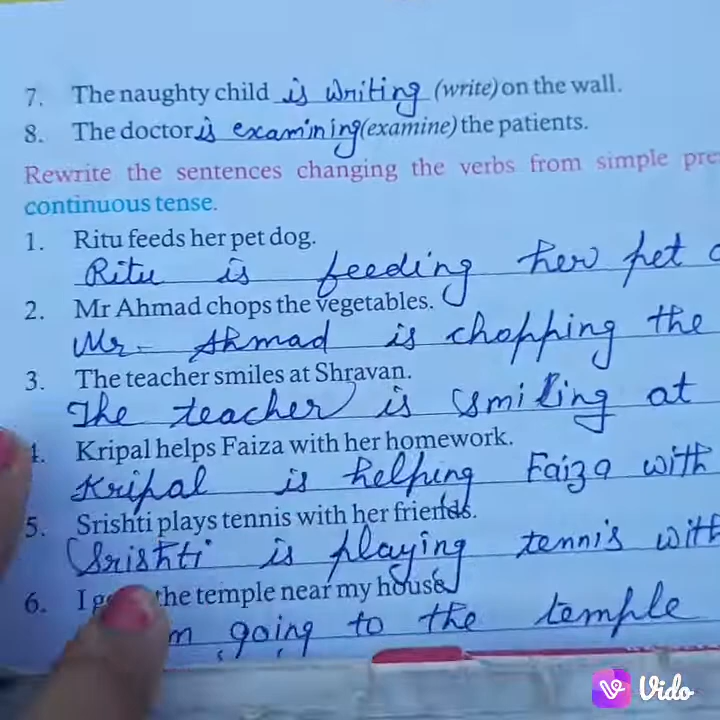 7. The naughty child is writing (write) on the wall.
8. The doctor is examining (examine) the patients.
Rewrite the sentences changing the verbs from simple pre
continuous tense.
1. Ritu feeds her pet dog.
Ritu is feeding her pet
2. Mr Ahmad chops the vegetables.
Mr. Ahmad is chopping the
3. The teacher smiles at Shravan.
The teacher is smiling at
4. Kripal helps Faiza with her homework.
Kripal is helping Faiza with
5. Srishti plays tennis with her friends.
Srishti is playing tennis with
6. I the temple near my house
m going to the temple
Vido